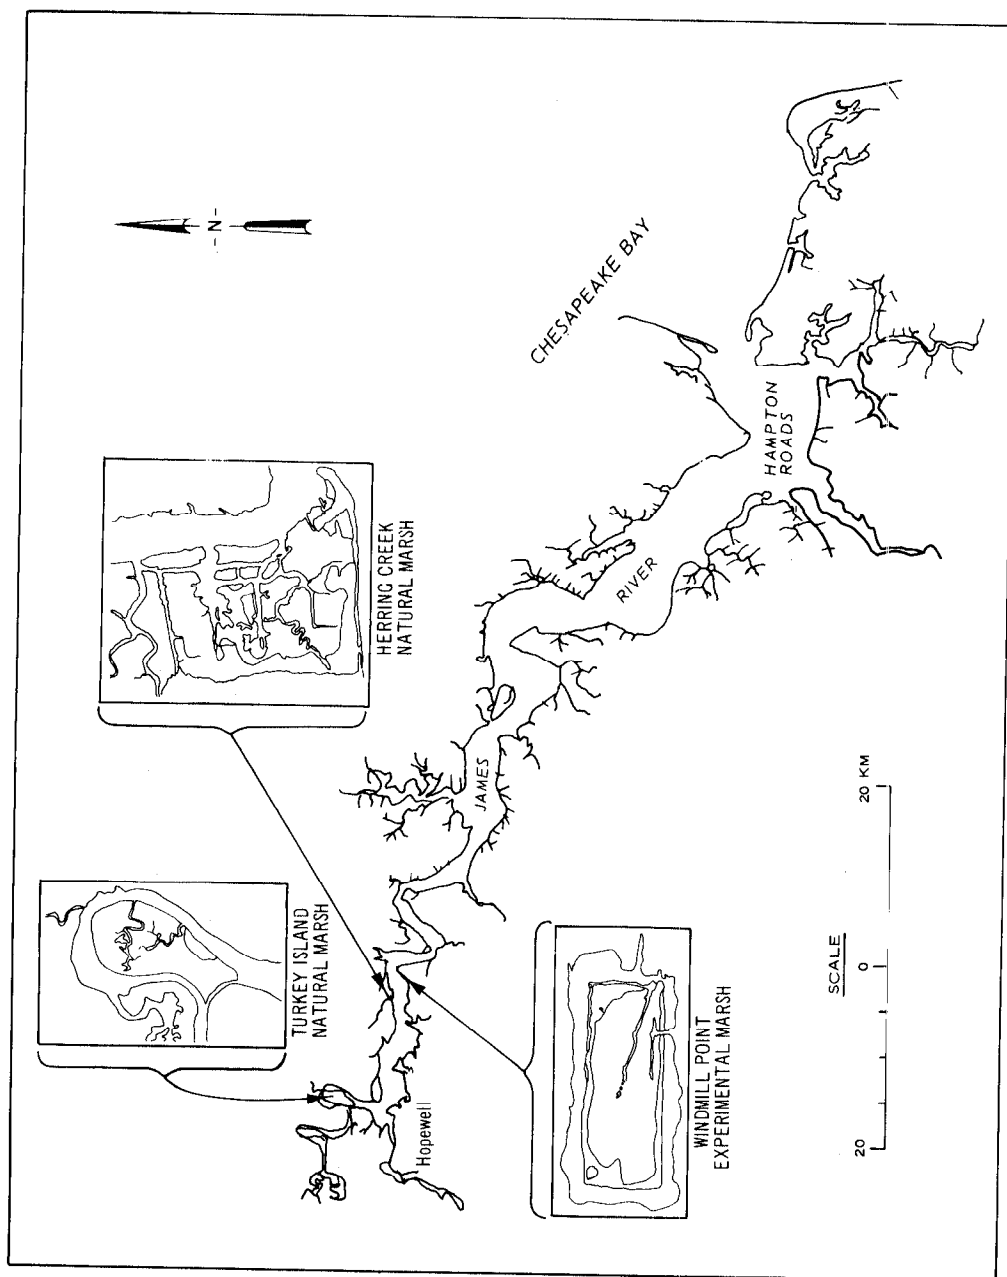 -N-
CHESAPEAKE BAY
HERRING CREEK
NATURAL MARSH
HAMPTON
ROADS
RIVER
JAMES
TURKEY ISLAND
NATURAL MARSH
Hopewell
WINDMILL POINT
EXPERIMENTAL MARSH
SCALE
20 0 20 KM